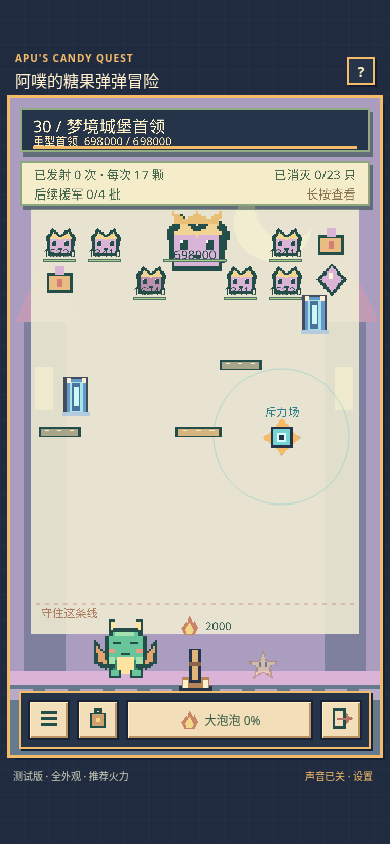 APU'S CANDY QUEST
阿噗的糖果弹弹冒险
?
30 / 梦境城堡首领
重型首领 698000 / 698000
已发射 0 次 · 每次 17 颗
已消灭 0/23 只
后续援军 0/4 批
长按查看
698000
斥力场
守住这条线
2000
大泡泡 0%
测试版 · 全外观 · 推荐火力
声音已关 · 设置